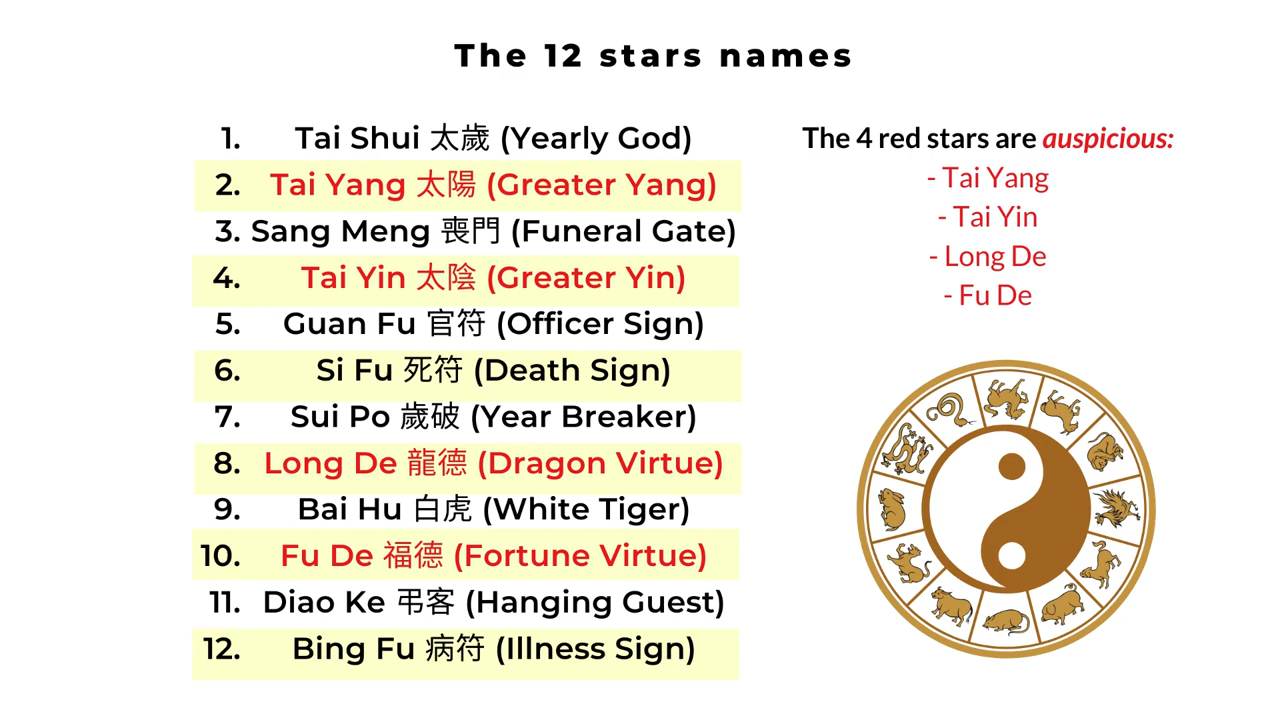 The 12 stars names
1. Tai Shui 太歲 (Yearly God)
2. Tai Yang 太陽 (Greater Yang)
3. Sang Meng 喪門 (Funeral Gate)
4. Tai Yin 太陰 (Greater Yin)
5. Guan Fu 官符 (Officer Sign)
6. Si Fu 死符 (Death Sign)
7. Sui Po 歲破 (Year Breaker)
8. Long De 龍德 (Dragon Virtue)
9. Bai Hu 白虎 (White Tiger)
10. Fu De 福德 (Fortune Virtue)
11. Diao Ke 弔客 (Hanging Guest)
12. Bing Fu 病符 (Illness Sign)
The 4 red stars are auspicious:
- Tai Yang
- Tai Yin
- Long De
- Fu De